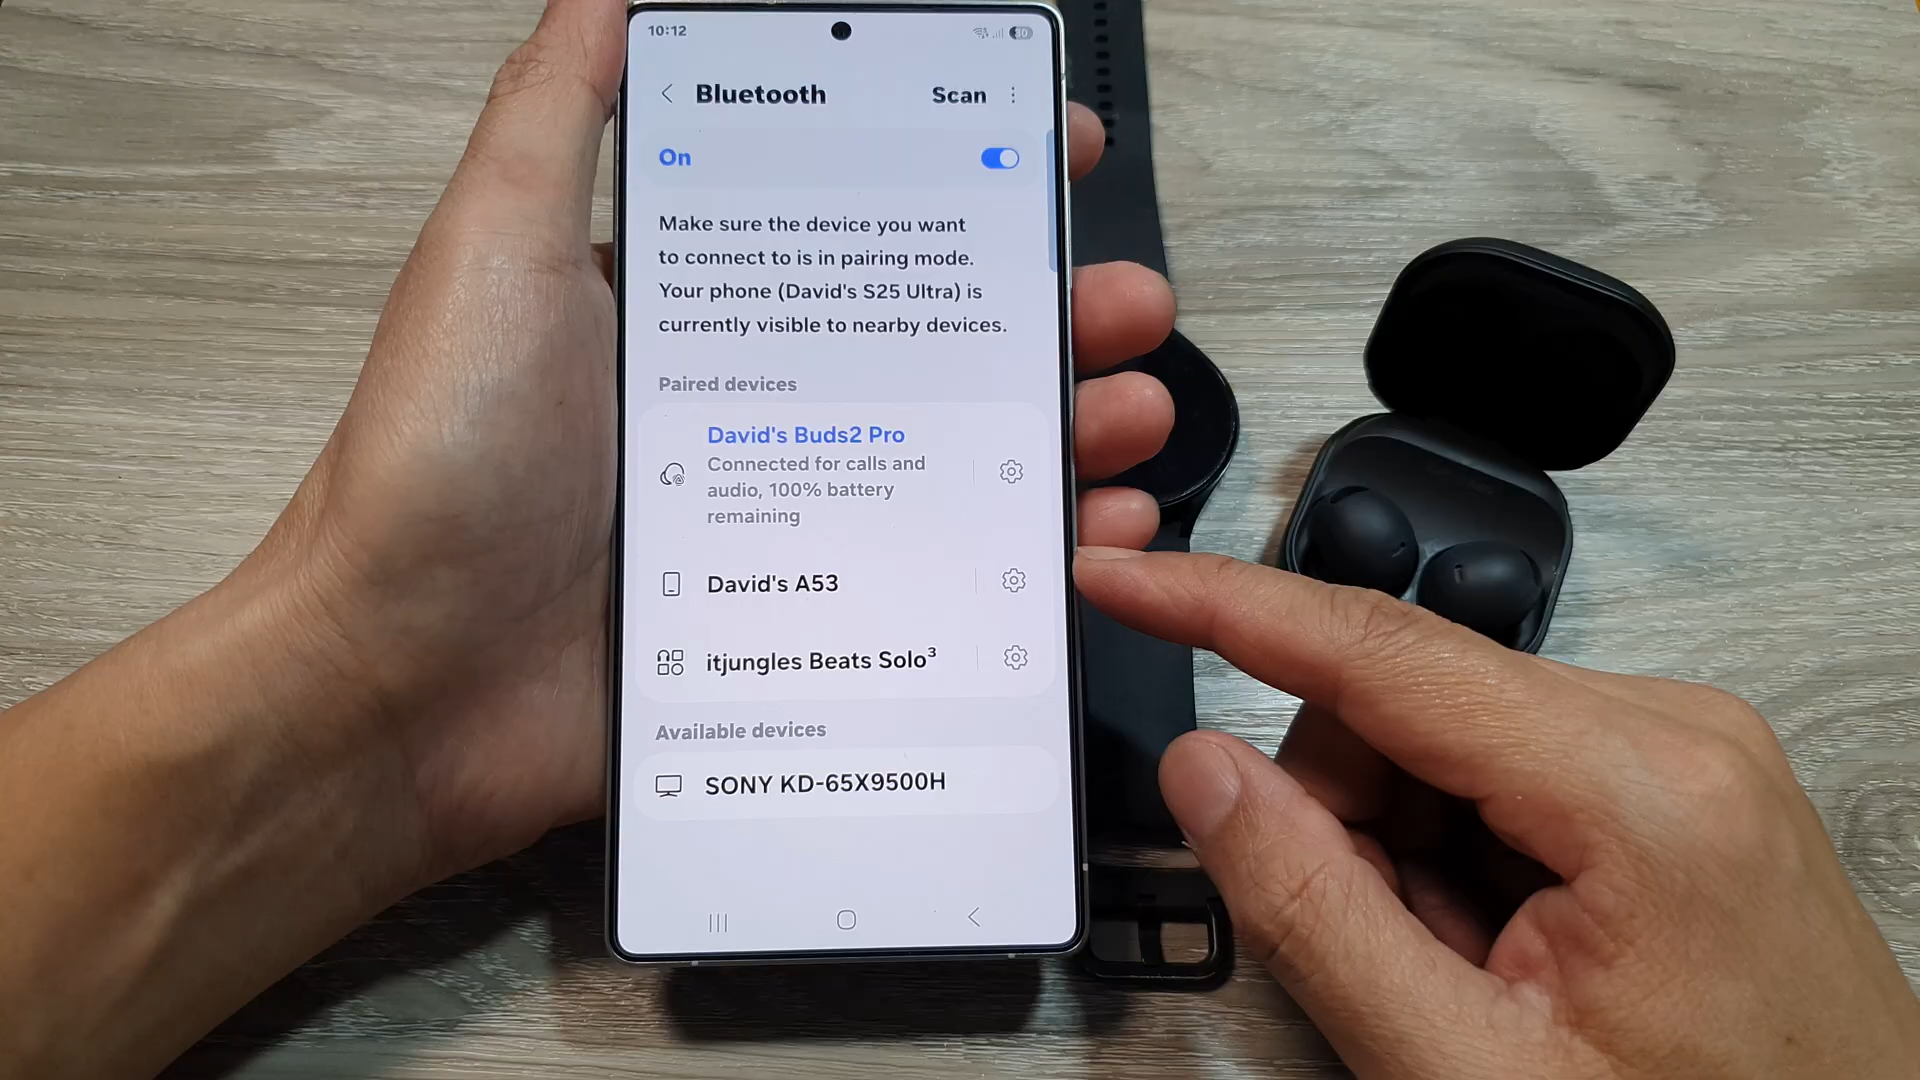 10:12
30
Bluetooth
Scan
On
Make sure the device you want
to connect to is in pairing mode.
Your phone (David's S25 Ultra) is
currently visible to nearby devices.
Paired devices
David's Buds2 Pro
Connected for calls and
audio, 100% battery
remaining
David's A53
itjungles Beats Solo³
Available devices
SONY KD-65X9500H